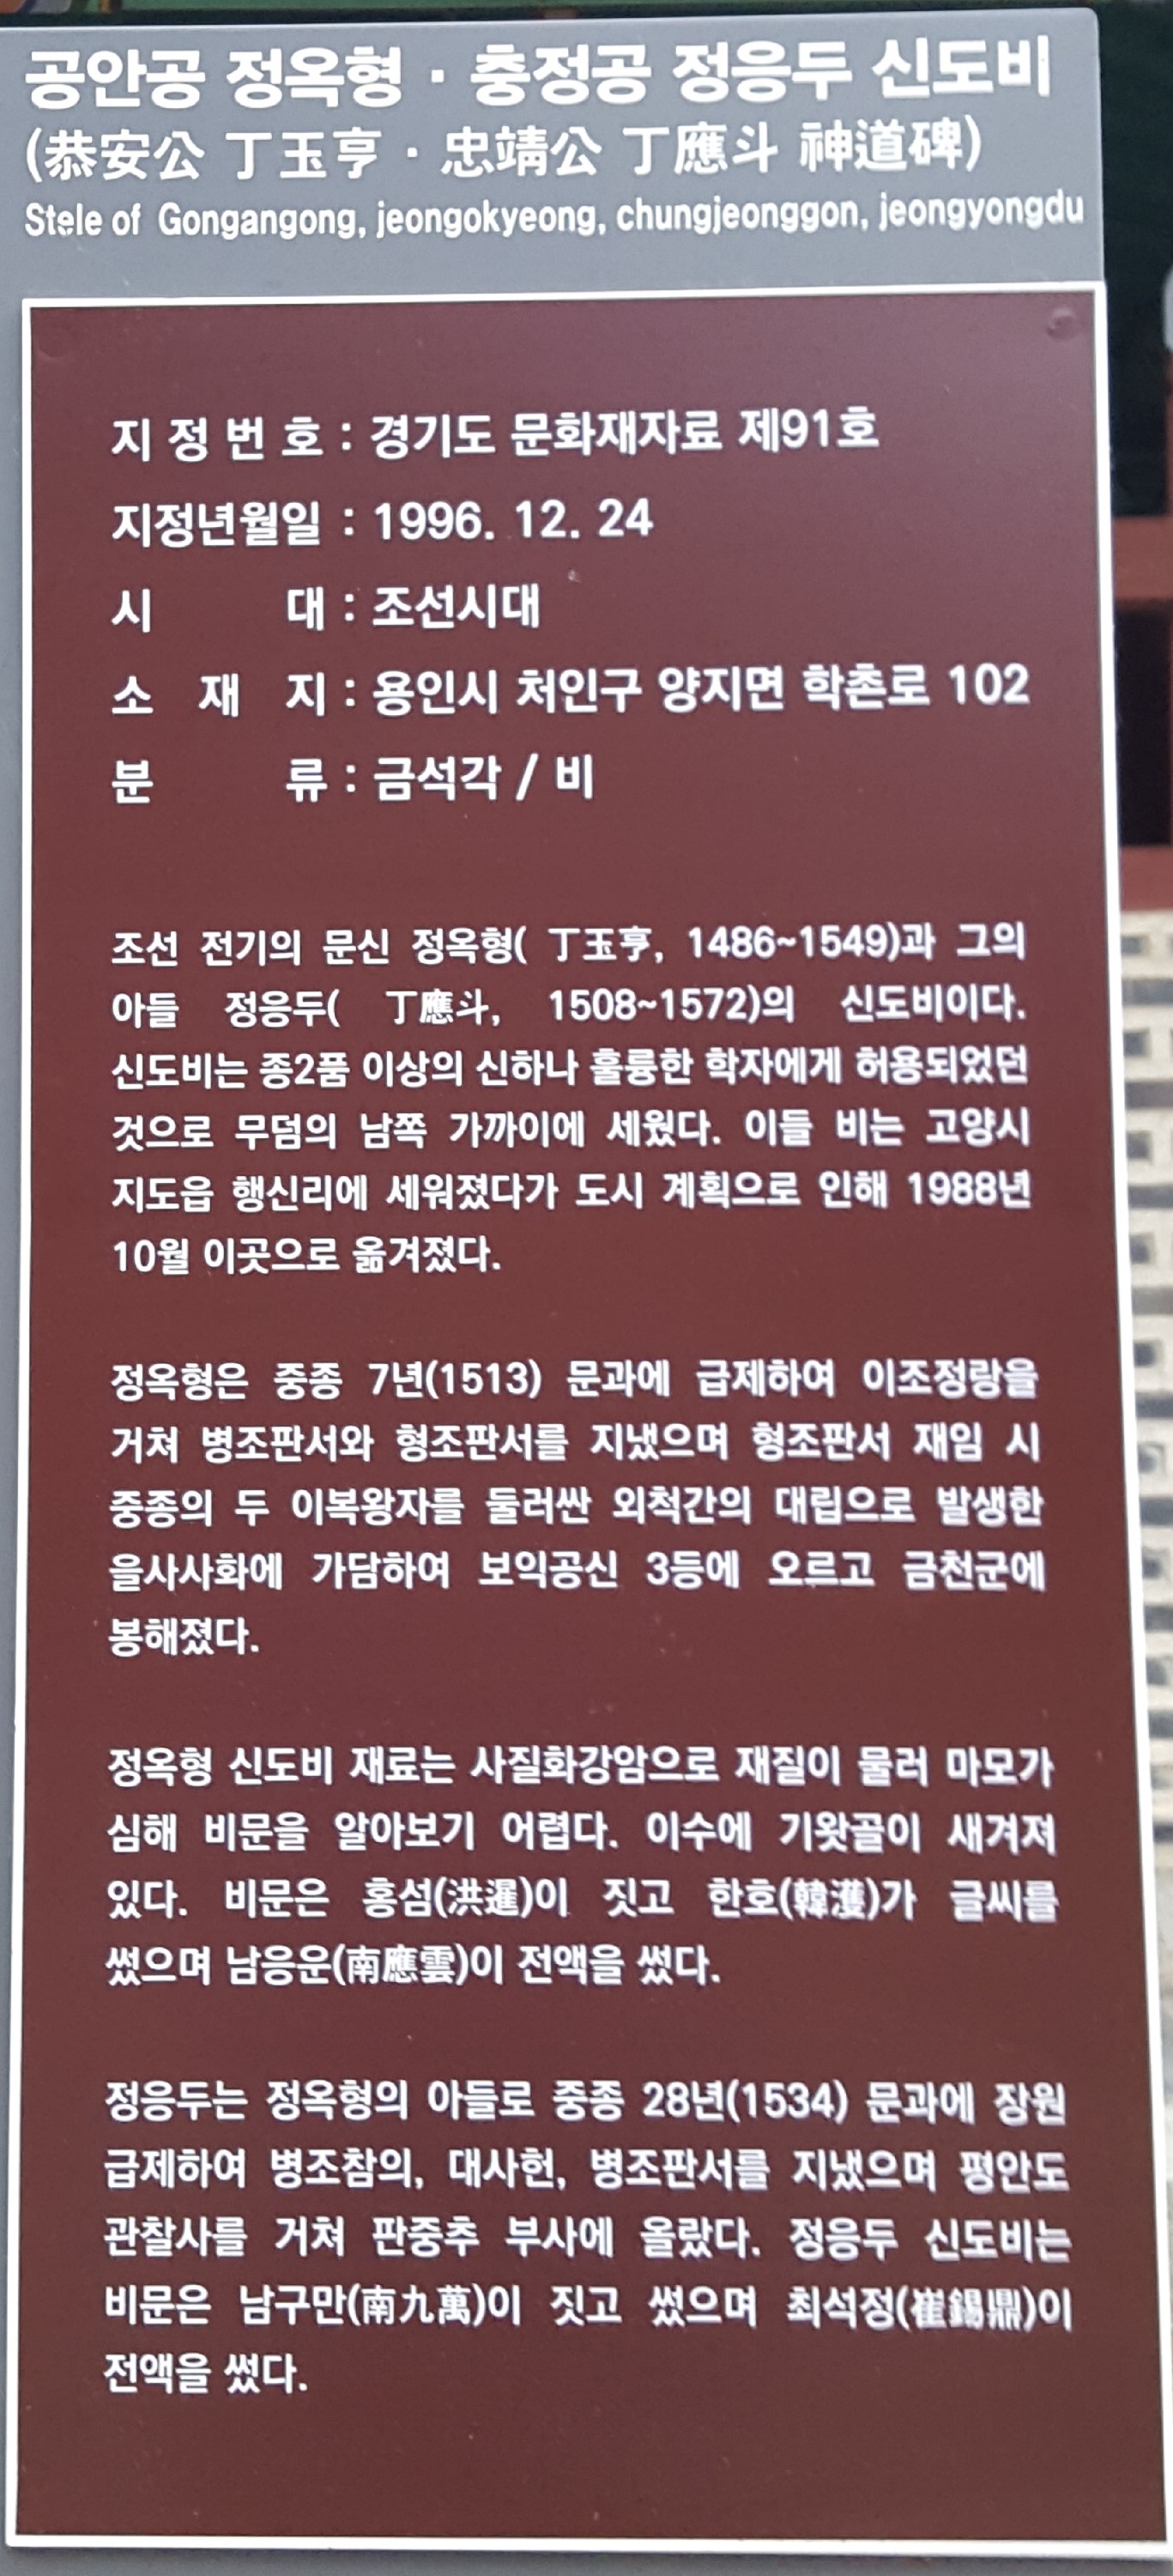 공안공 정옥형 · 충정공 정응두 신도비
(恭安公 丁玉亨 · 忠靖公 丁應斗 神道碑)
Stele of Gongangong, jeongokyeong, chungjeonggon, jeongyongdu
지 정 번 호 : 경기도 문화재자료 제91호
지정년월일 : 1996. 12. 24
시 대 : 조선시대
소 재 지 : 용인시 처인구 양지면 학촌로 102
분 류 : 금석각 / 비
조선 전기의 문신 정옥형( 丁玉亨, 1486~1549)과 그의
아들 정응두( 丁應斗, 1508~1572)의 신도비이다.
신도비는 종2품 이상의 신하나 훌륭한 학자에게 허용되었던
것으로 무덤의 남쪽 가까이에 세웠다. 이들 비는 고양시
지도읍 행신리에 세워졌다가 도시 계획으로 인해 1988년
10월 이곳으로 옮겨졌다.
정옥형은 중종 7년(1513) 문과에 급제하여 이조정랑을
거쳐 병조판서와 형조판서를 지냈으며 형조판서 재임 시
중종의 두 이복왕자를 둘러싼 외척간의 대립으로 발생한
을사사화에 가담하여 보익공신 3등에 오르고 금천군에
봉해졌다.
정옥형 신도비 재료는 사질화강암으로 재질이 물러 마모가
심해 비문을 알아보기 어렵다. 이수에 기왓골이 새겨져
있다. 비문은 홍섬(洪暹)이 짓고 한호(韓濩)가 글씨를
썼으며 남응운(南應雲)이 전액을 썼다.
정응두는 정옥형의 아들로 중종 28년(1534) 문과에 장원
급제하여 병조참의, 대사헌, 병조판서를 지냈으며 평안도
관찰사를 거쳐 판중추 부사에 올랐다. 정응두 신도비는
비문은 남구만(南九萬)이 짓고 썼으며 최석정(崔錫鼎)이
전액을 썼다.